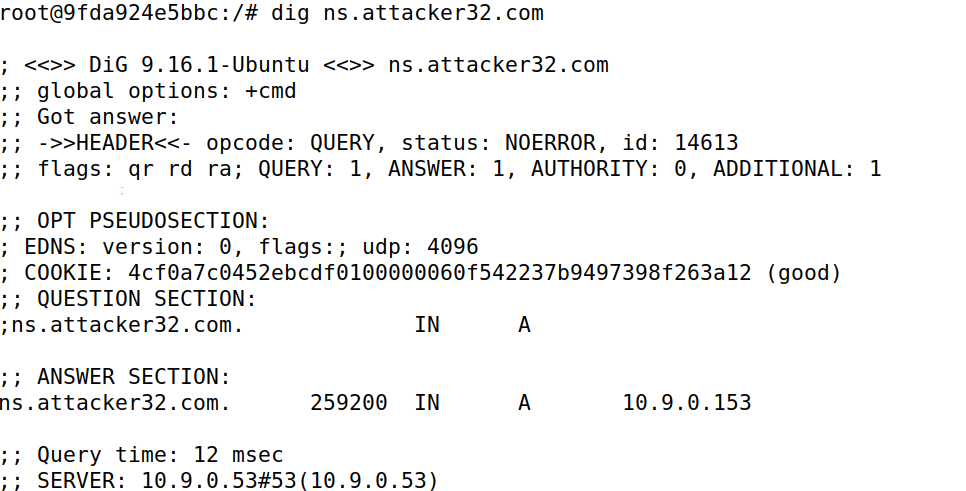 root@9fda924e5bbc:/# dig ns.attacker32.com
; <<>> DiG 9.16.1-Ubuntu <<>> ns.attacker32.com
;; global options: +cmd
;; Got answer:
;; ->>HEADER<<- opcode: QUERY, status: NOERROR, id: 14613
;; flags: qr rd ra; QUERY: 1, ANSWER: 1, AUTHORITY: 0, ADDITIONAL: 1
;; OPT PSEUDOSECTION:
; EDNS: version: 0, flags:; udp: 4096
; COOKIE: 4cf0a7c0452ebcdf0100000060f542237b9497398f263a12 (good)
;; QUESTION SECTION:
;ns.attacker32.com. IN A
;; ANSWER SECTION:
ns.attacker32.com. 259200 IN A 10.9.0.153
;; Query time: 12 msec
;; SERVER: 10.9.0.53#53(10.9.0.53)